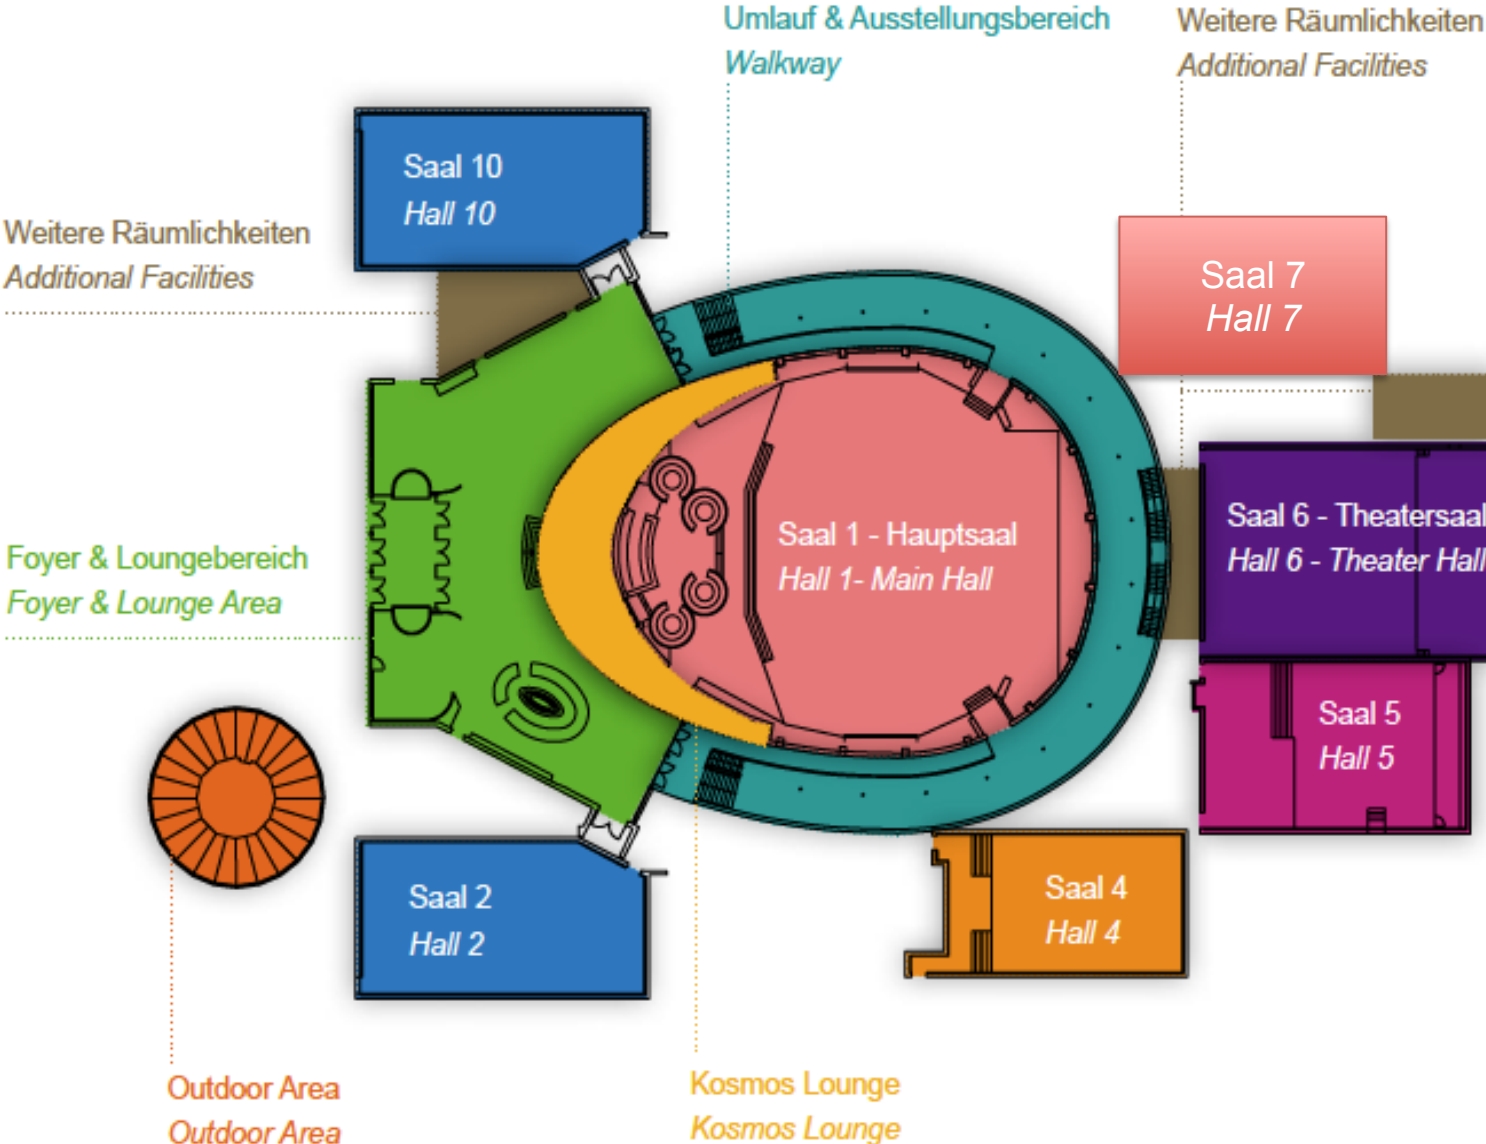 Umlauf & Ausstellungsbereich
Walkway
Weitere Räumlichkeiten
Additional Facilities
Saal 10
Hall 10
Weitere Räumlichkeiten
Additional Facilities
Saal 7
Hall 7
Saal 1 - Hauptsaal
Hall 1- Main Hall
Saal 6 - Theatersaal
Hall 6 - Theater Hall
Foyer & Loungebereich
Foyer & Lounge Area
Saal 5
Hall 5
Saal 2
Hall 2
Saal 4
Hall 4
Outdoor Area
Outdoor Area
Kosmos Lounge
Kosmos Lounge